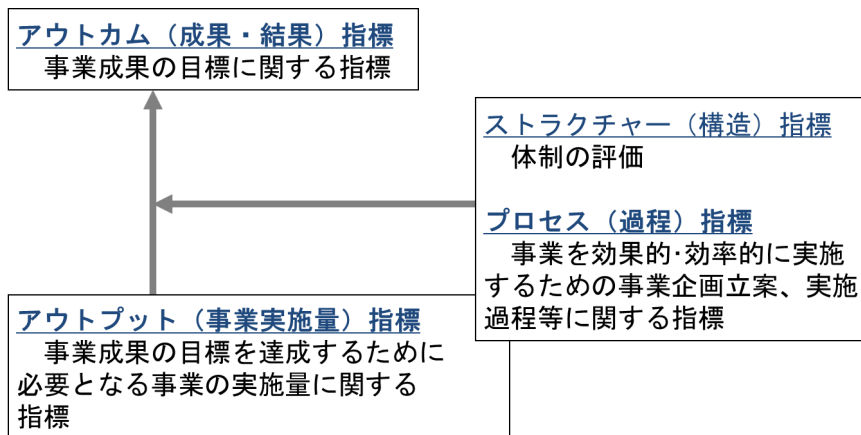 アウトカム（成果・結果）指標
事業成果の目標に関する指標
ストラクチャー（構造）指標
体制の評価
プロセス（過程）指標
事業を効果的･効率的に実施
するための事業企画立案、実施
過程等に関する指標
アウトプット（事業実施量）指標
事業成果の目標を達成するために
必要となる事業の実施量に関する
指標